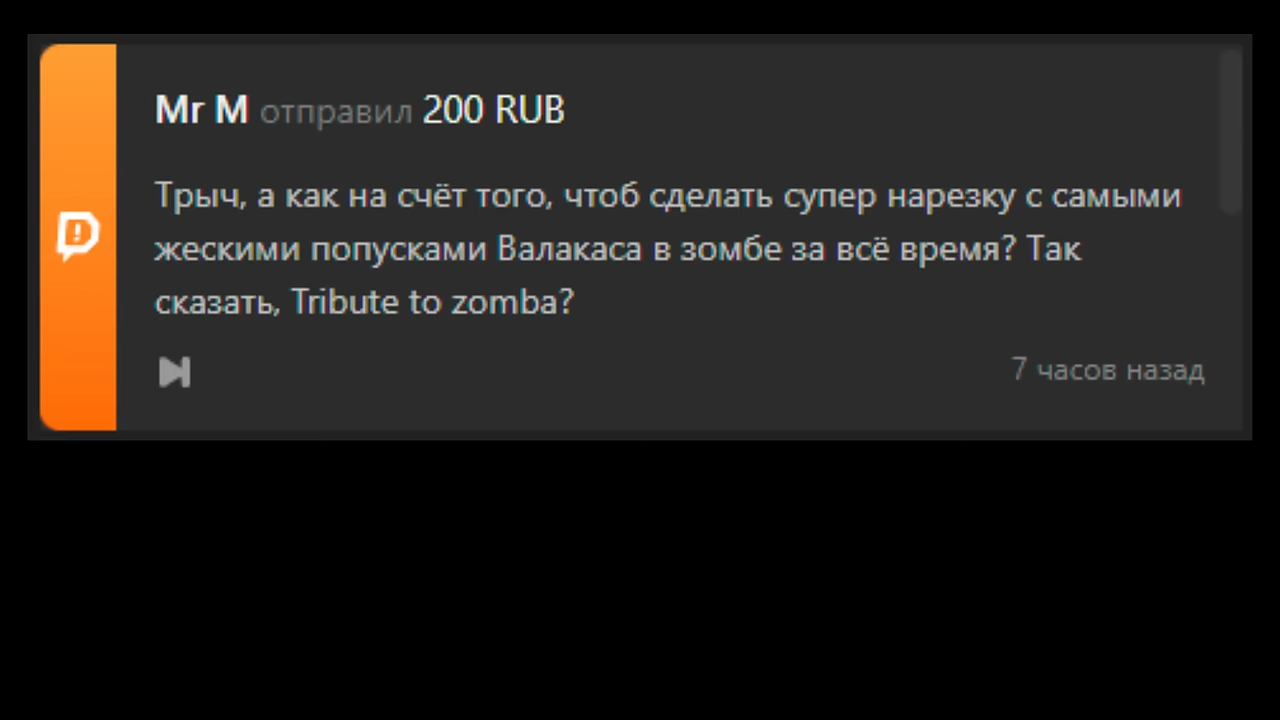 Mr M отправил 200 RUB
Трыч, а как на счёт того, чтоб сделать супер нарезку с самыми
жескими попусками Валакаса в зомбе за всё время? Так
сказать, Tribute to zomba?
7 часов назад